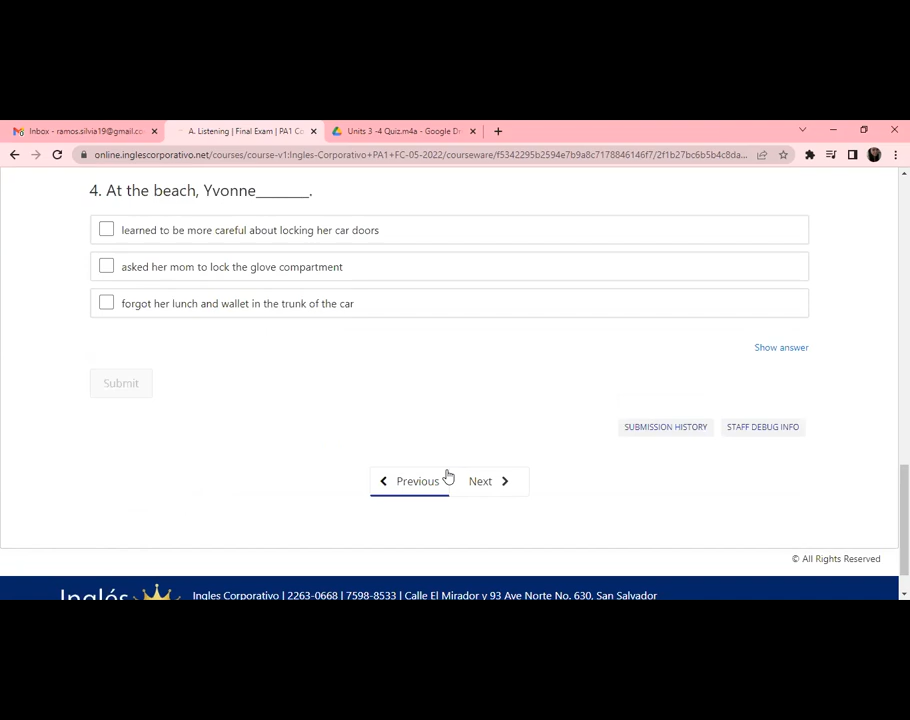 Inbox - ramos.silvia19@gmail.co
A. Listening | Final Exam | PA1 Co
Units 3 -4 Quiz.m4a - Google Dr
online.inglescorporativo.net/courses/course-v1:Ingles-Corporativo+PA1+FC-05-2022/courseware/f5342295b2594e7b9a8c7178846146f7/2f1b27bc6b5b4c8da...
4. At the beach, Yvonne________.
learned to be more careful about locking her car doors
asked her mom to lock the glove compartment
forgot her lunch and wallet in the trunk of the car
Show answer
Submit
SUBMISSION HISTORY
STAFF DEBUG INFO
Previous
Next
© All Rights Reserved
Inglés
Ingles Corporativo | 2263-0668 | 7598-8533 | Calle El Mirador y 93 Ave Norte No. 630, San Salvador